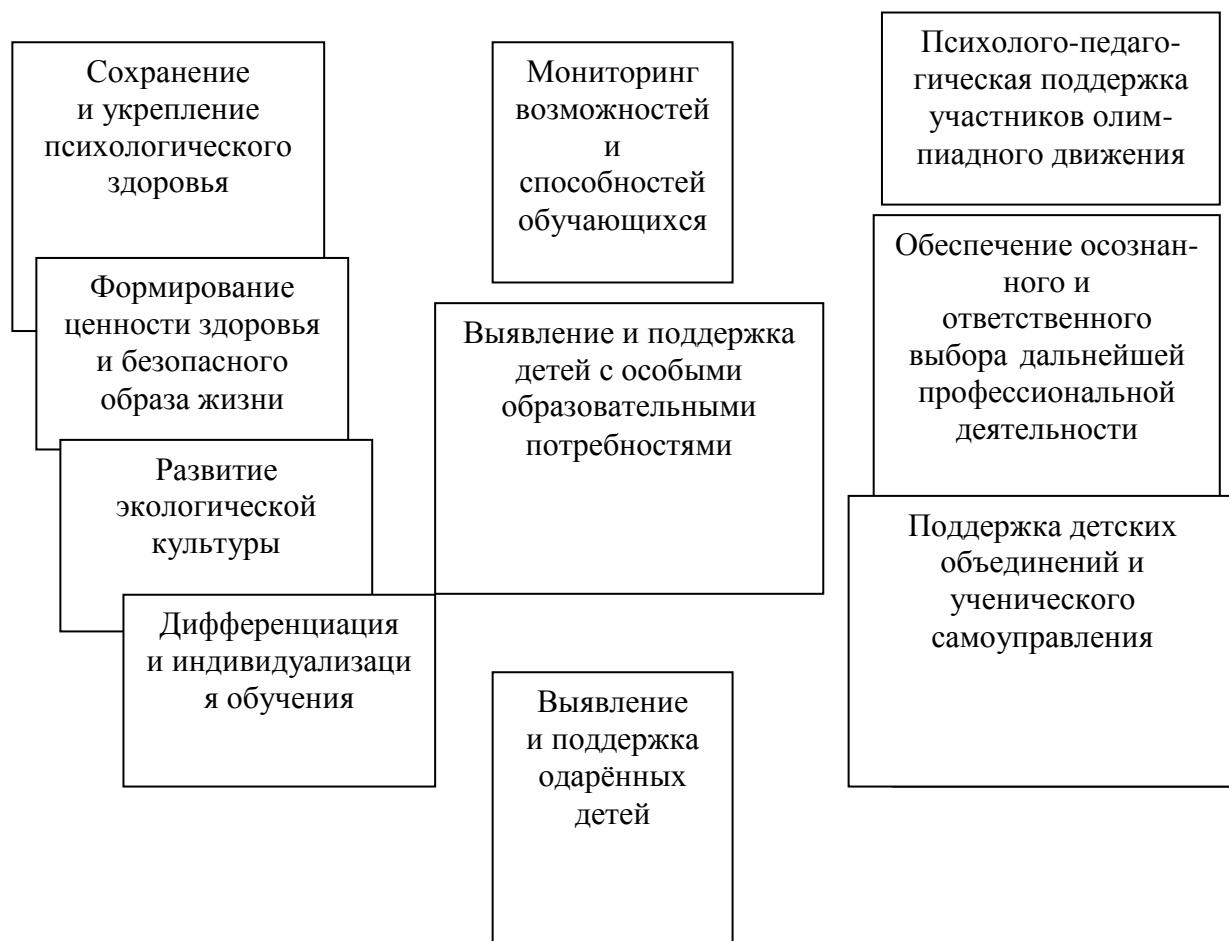 Сохранение
и укрепление
психологического
здоровья
Формирование
ценности здоровья
и безопасного
образа жизни
Развитие
экологической
культуры
Дифференциация
и индивидуализаци
я обучения
Мониторинг
возможностей
и
способностей
обучающихся
Выявление и поддержка
детей с особыми
образовательными
потребностями
Выявление
и поддержка
одарённых
детей
Психолого-педаго-
гическая поддержка
участников олим-
пиадного движения
Обеспечение осознан-
ного и
ответственного
выбора дальнейшей
профессиональной
деятельности
Поддержка детских
объединений и
ученического
самоуправления